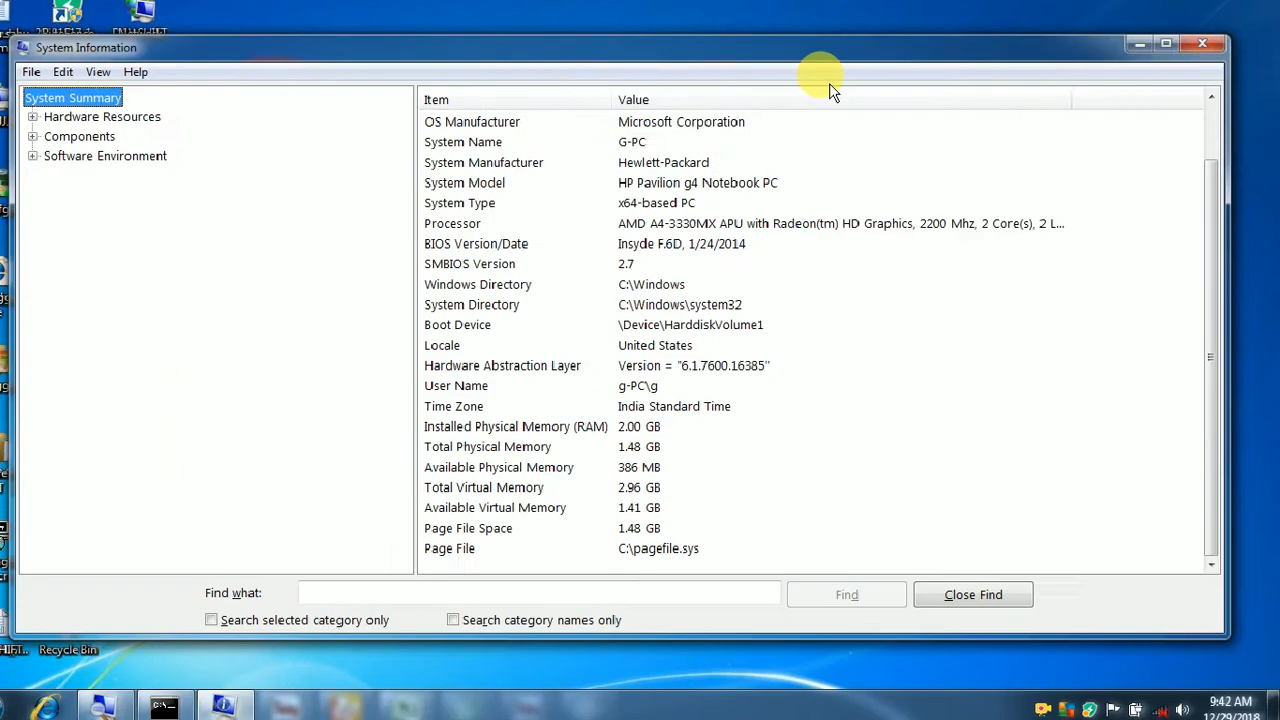 System Information
File Edit View Help
System Summary
Hardware Resources
Components
Software Environment
Item Value
OS Manufacturer Microsoft Corporation
System Name G-PC
System Manufacturer Hewlett-Packard
System Model HP Pavilion g4 Notebook PC
System Type x64-based PC
Processor AMD A4-3330MX APU with Radeon(tm) HD Graphics, 2200 Mhz, 2 Core(s), 2 L...
BIOS Version/Date Insyde F.6D, 1/24/2014
SMBIOS Version 2.7
Windows Directory C:\Windows
System Directory C:\Windows\system32
Boot Device \Device\HarddiskVolume1
Locale United States
Hardware Abstraction Layer Version = "6.1.7600.16385"
User Name g-PC\g
Time Zone India Standard Time
Installed Physical Memory (RAM) 2.00 GB
Total Physical Memory 1.48 GB
Available Physical Memory 386 MB
Total Virtual Memory 2.96 GB
Available Virtual Memory 1.41 GB
Page File Space 1.48 GB
Page File C:\pagefile.sys
Find what: Find Close Find
Search selected category only Search category names only
Recycle Bin
9:42 AM
12/29/2018